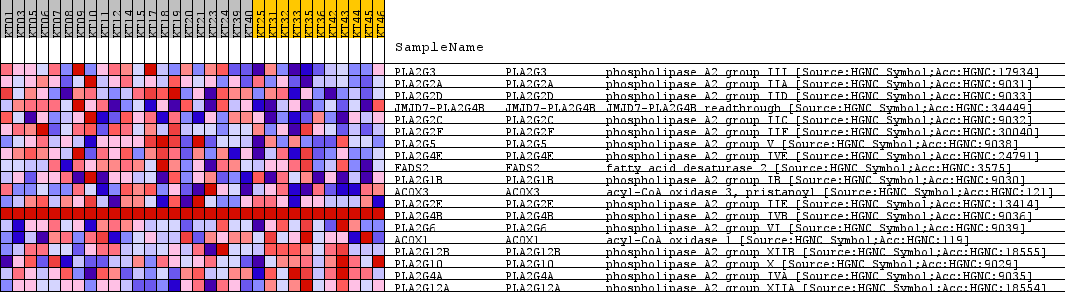 KT01 KT03 KT05 KT06 KT07 KT08 KT09 KT10 KT11 KT12 KT14 KT15 KT17 KT18 KT19 KT20 KT21 KT23 KT24 KT39 KT40 KT25 KT31 KT32 KT33 KT35 KT36 KT42 KT43 KT44 KT45 KT46
SampleName
PLA2G3 PLA2G3 phospholipase A2 group III [Source:HGNC Symbol;Acc:HGNC:17934]
PLA2G2A PLA2G2A phospholipase A2 group IIA [Source:HGNC Symbol;Acc:HGNC:9031]
PLA2G2D PLA2G2D phospholipase A2 group IID [Source:HGNC Symbol;Acc:HGNC:9033]
JMJD7-PLA2G4B JMJD7-PLA2G4B JMJD7-PLA2G4B readthrough [Source:HGNC Symbol;Acc:HGNC:34449]
PLA2G2C PLA2G2C phospholipase A2 group IIC [Source:HGNC Symbol;Acc:HGNC:9032]
PLA2G2F PLA2G2F phospholipase A2 group IIF [Source:HGNC Symbol;Acc:HGNC:30040]
PLA2G5 PLA2G5 phospholipase A2 group V [Source:HGNC Symbol;Acc:HGNC:9038]
PLA2G4E PLA2G4E phospholipase A2 group IVE [Source:HGNC Symbol;Acc:HGNC:24791]
FADS2 FADS2 fatty acid desaturase 2 [Source:HGNC Symbol;Acc:HGNC:3575]
PLA2G1B PLA2G1B phospholipase A2 group IB [Source:HGNC Symbol;Acc:HGNC:9030]
ACOX3 ACOX3 acyl-CoA oxidase 3, pristanoyl [Source:HGNC Symbol;Acc:HGNC:121]
PLA2G2E PLA2G2E phospholipase A2 group IIE [Source:HGNC Symbol;Acc:HGNC:13414]
PLA2G4B PLA2G4B phospholipase A2 group IVB [Source:HGNC Symbol;Acc:HGNC:9036]
PLA2G6 PLA2G6 phospholipase A2 group VI [Source:HGNC Symbol;Acc:HGNC:9039]
ACOX1 ACOX1 acyl-CoA oxidase 1 [Source:HGNC Symbol;Acc:HGNC:119]
PLA2G12B PLA2G12B phospholipase A2 group XIIB [Source:HGNC Symbol;Acc:HGNC:18555]
PLA2G10 PLA2G10 phospholipase A2 group X [Source:HGNC Symbol;Acc:HGNC:9029]
PLA2G4A PLA2G4A phospholipase A2 group IVA [Source:HGNC Symbol;Acc:HGNC:9035]
PLA2G12A PLA2G12A phospholipase A2 group XIIA [Source:HGNC Symbol;Acc:HGNC:18554]